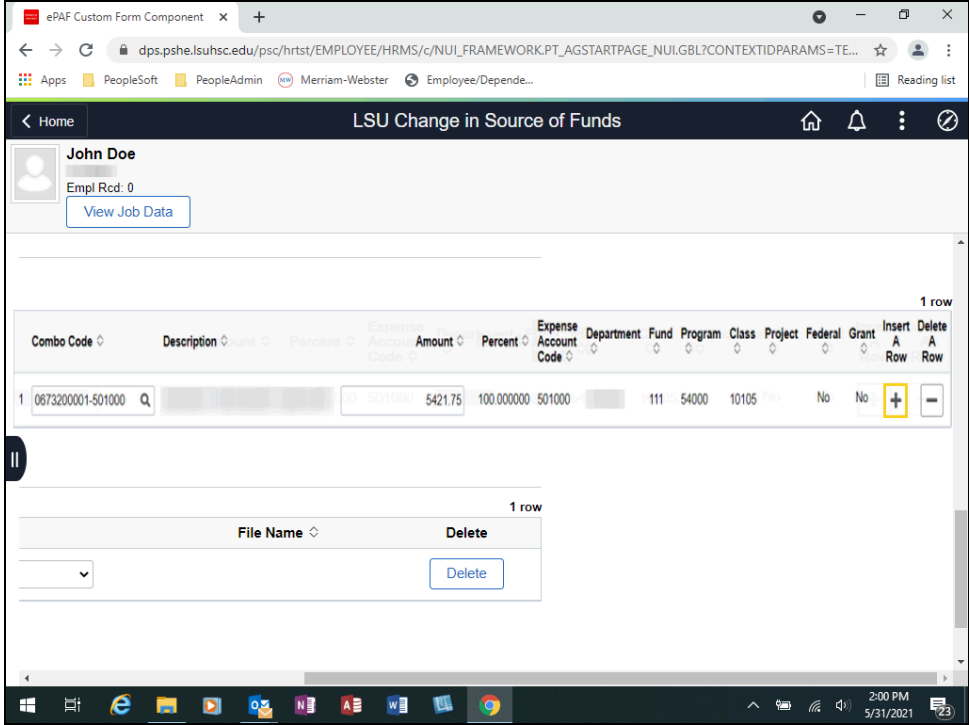 ePAF Custom Form Component
dps.pshe.lsuhsc.edu/psc/hrtst/EMPLOYEE/HRMS/c/NUI_FRAMEWORK.PT_AGSTARTPAGE_NUI.GBL?CONTEXTIDPARAMS=TE...
Apps PeopleSoft PeopleAdmin Merriam-Webster Employee/Depende... Reading list
Home LSU Change in Source of Funds
John Doe
Empl Rcd: 0
View Job Data
1 row
Combo Code Description Amount Percent Expense Account Code Department Fund Program Class Project Federal Grant Insert A Row Delete A Row
1 0673200001-501000 5421.75 100.000000 501000 111 54000 10105 No No
1 row
File Name Delete
Delete
2:00 PM
5/31/2021
23